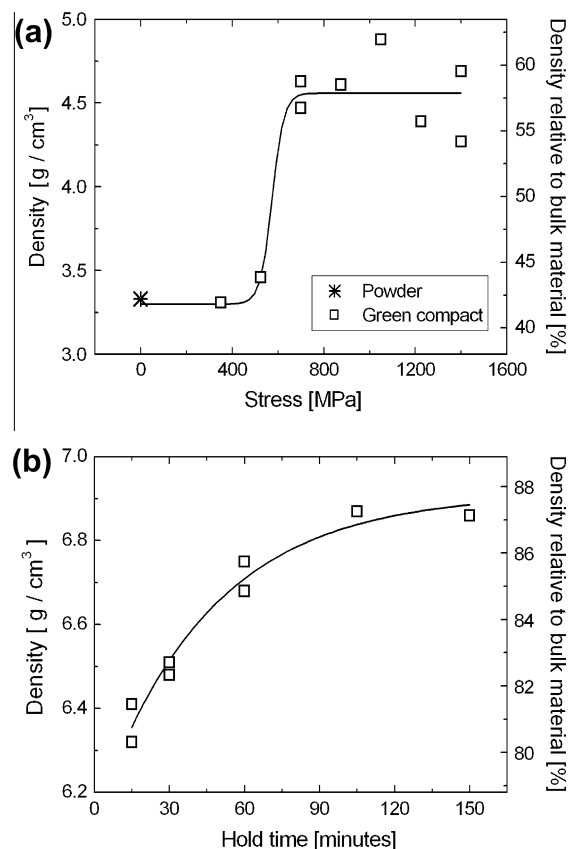 (a)
5.0
4.5
4.0
3.5
3.0
Density [ g / cm³]
60
55
50
45
40
Density relative to bulk material [%]
Powder
Green compact
0 400 800 1200 1600
Stress [MPa]
(b)
7.0
6.8
6.6
6.4
6.2
Density [ g / cm³]
88
86
84
82
80
Density relative to bulk material [%]
0 30 60 90 120 150
Hold time [minutes]